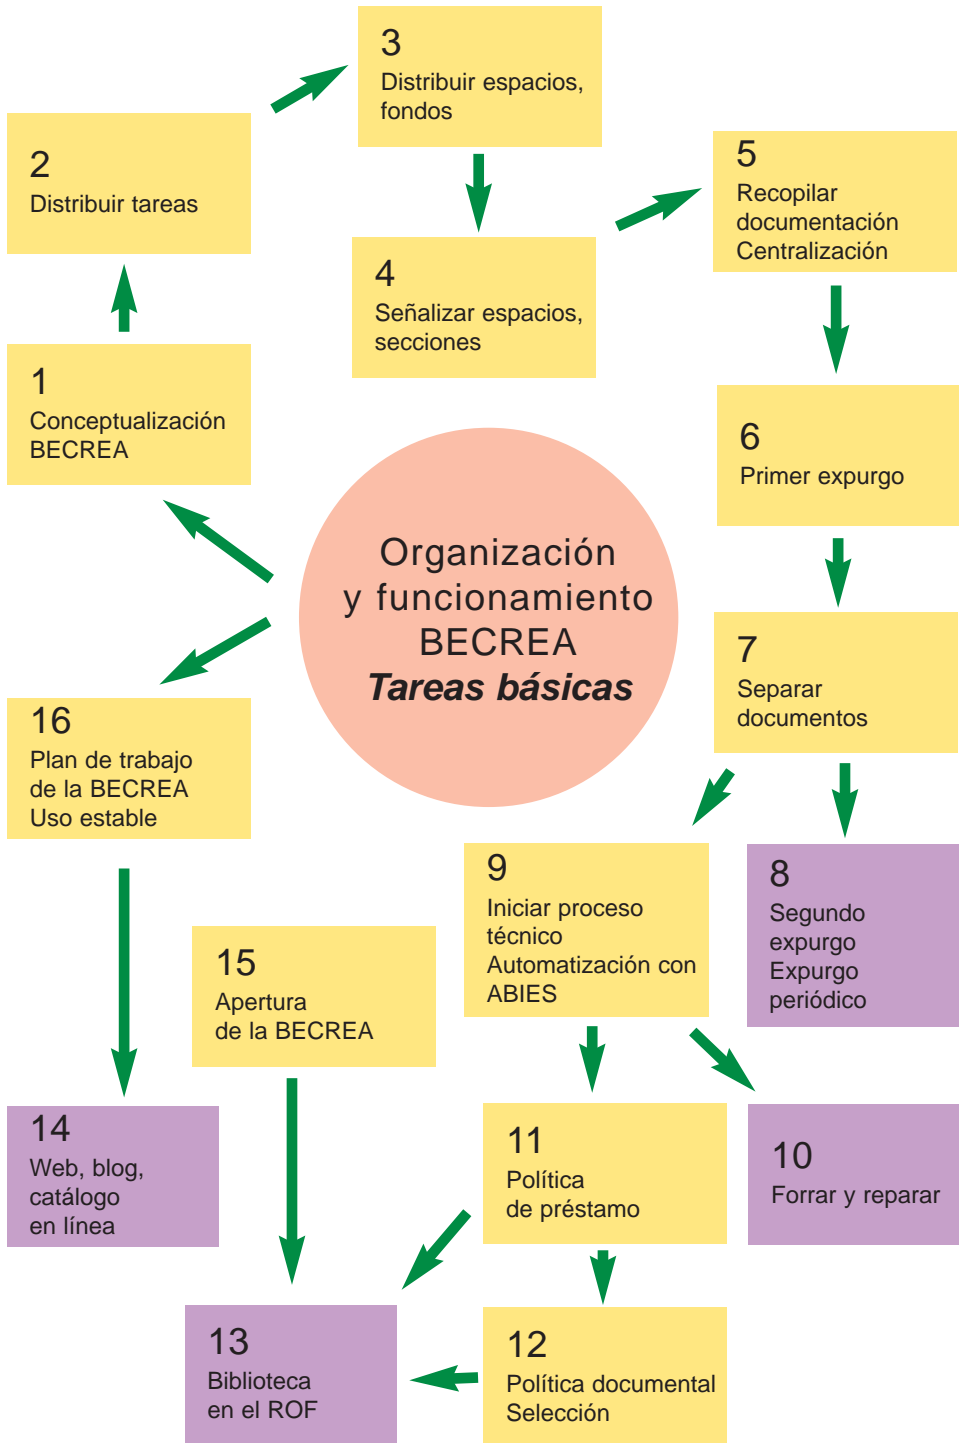 3
Distribuir espacios,
fondos
2
Distribuir tareas
5
Recopilar
documentación
Centralización
4
Señalizar espacios,
secciones
1
Conceptualización
BECREA
6
Primer expurgo
Organización
y funcionamiento
BECREA
Tareas básicas
7
Separar
documentos
16
Plan de trabajo
de la BECREA
Uso estable
9
Iniciar proceso
técnico
Automatización con
ABIES
8
Segundo
expurgo
Expurgo
periódico
15
Apertura
de la BECREA
14
Web, blog,
catálogo
en línea
11
Política
de préstamo
10
Forrar y reparar
13
Biblioteca
en el ROF
12
Política documental
Selección